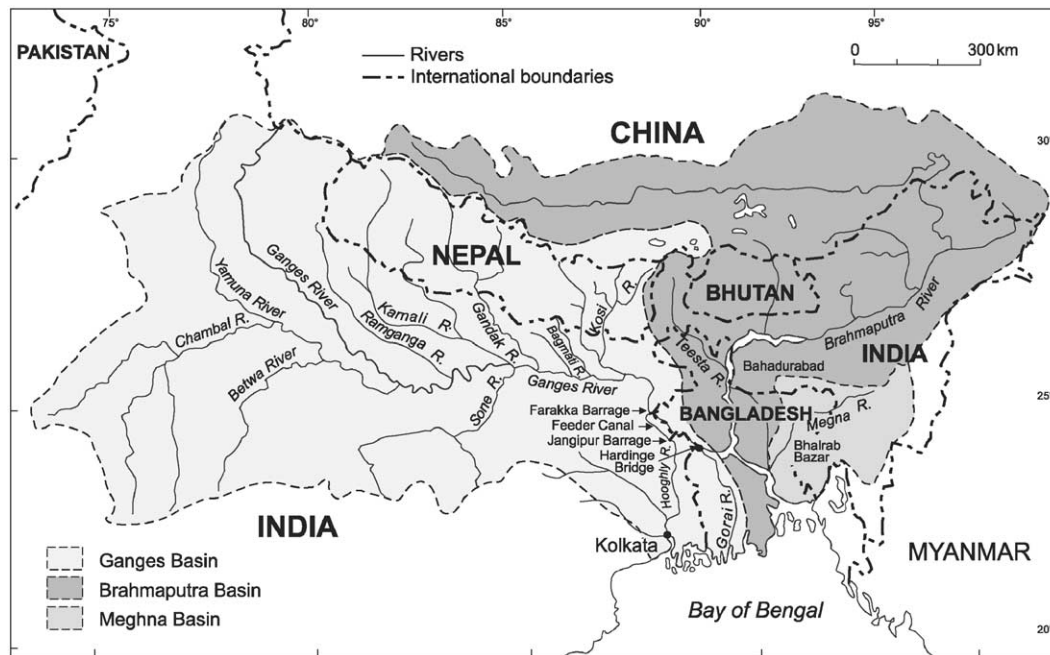 75°
80°
85°
90°
95°
PAKISTAN
Rivers
International boundaries
0 300 km
CHINA
30°
NEPAL
BHUTAN
Yamuna River
Ganges River
Chambal R.
Karnali R.
Ramganga R.
Gandak R.
Bagmati R.
Kosi R.
Teesta R.
Brahmaputra River
Bahadurabad
INDIA
Betwa River
Sone R.
Ganges River
25°
Farakka Barrage
Feeder Canal
Jangipur Barrage
Hardinge
Bridge
BANGLADESH
Megna R.
Bhalrab
Bazar
Hooghly R.
Gorai R.
INDIA
Kolkata
MYANMAR
Ganges Basin
Brahmaputra Basin
Meghna Basin
Bay of Bengal
20°